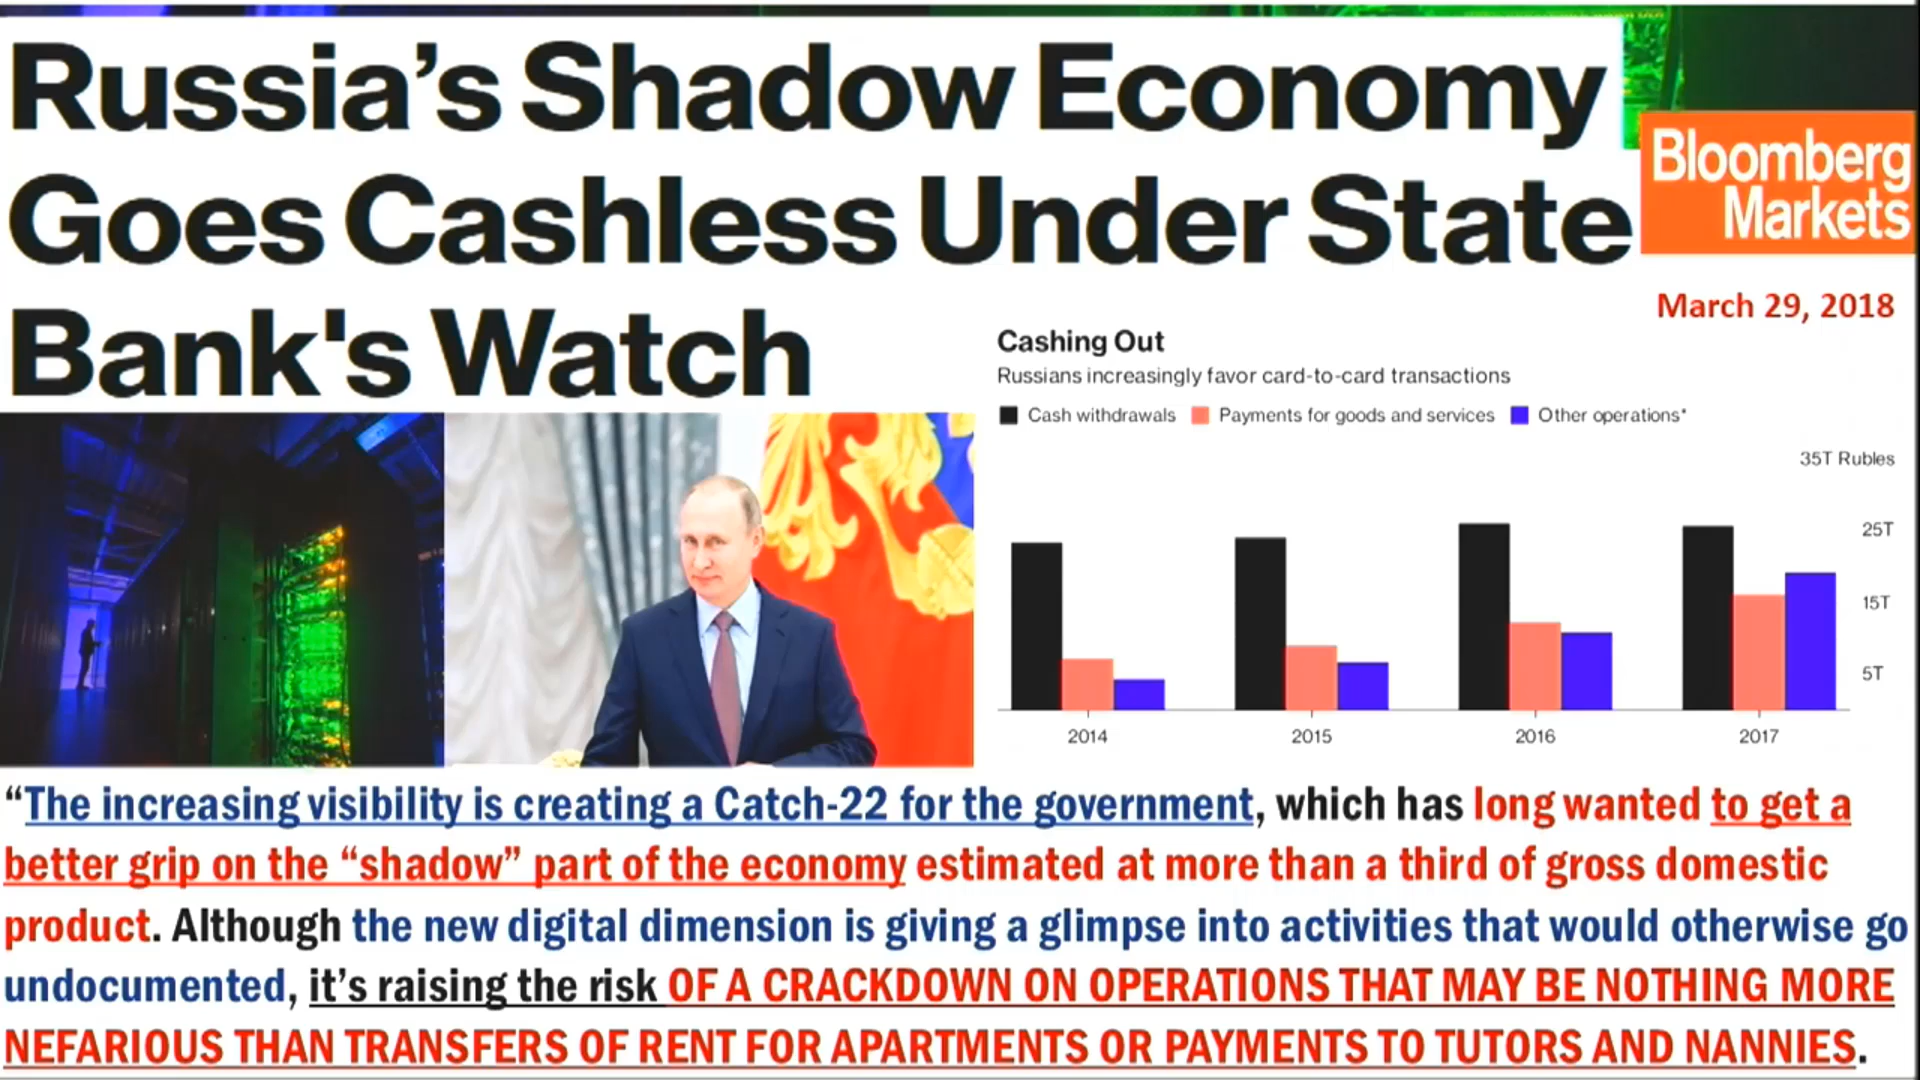 Russia’s Shadow Economy
Goes Cashless Under State
Bank's Watch
Bloomberg
Markets
March 29, 2018
Cashing Out
Russians increasingly favor card-to-card transactions
Cash withdrawals Payments for goods and services Other operations*
35T Rubles
25T
15T
5T
2014 2015 2016 2017
“The increasing visibility is creating a Catch-22 for the government, which has long wanted to get a
better grip on the “shadow” part of the economy estimated at more than a third of gross domestic
product. Although the new digital dimension is giving a glimpse into activities that would otherwise go
undocumented, it’s raising the risk OF A CRACKDOWN ON OPERATIONS THAT MAY BE NOTHING MORE
NEFARIOUS THAN TRANSFERS OF RENT FOR APARTMENTS OR PAYMENTS TO TUTORS AND NANNIES.